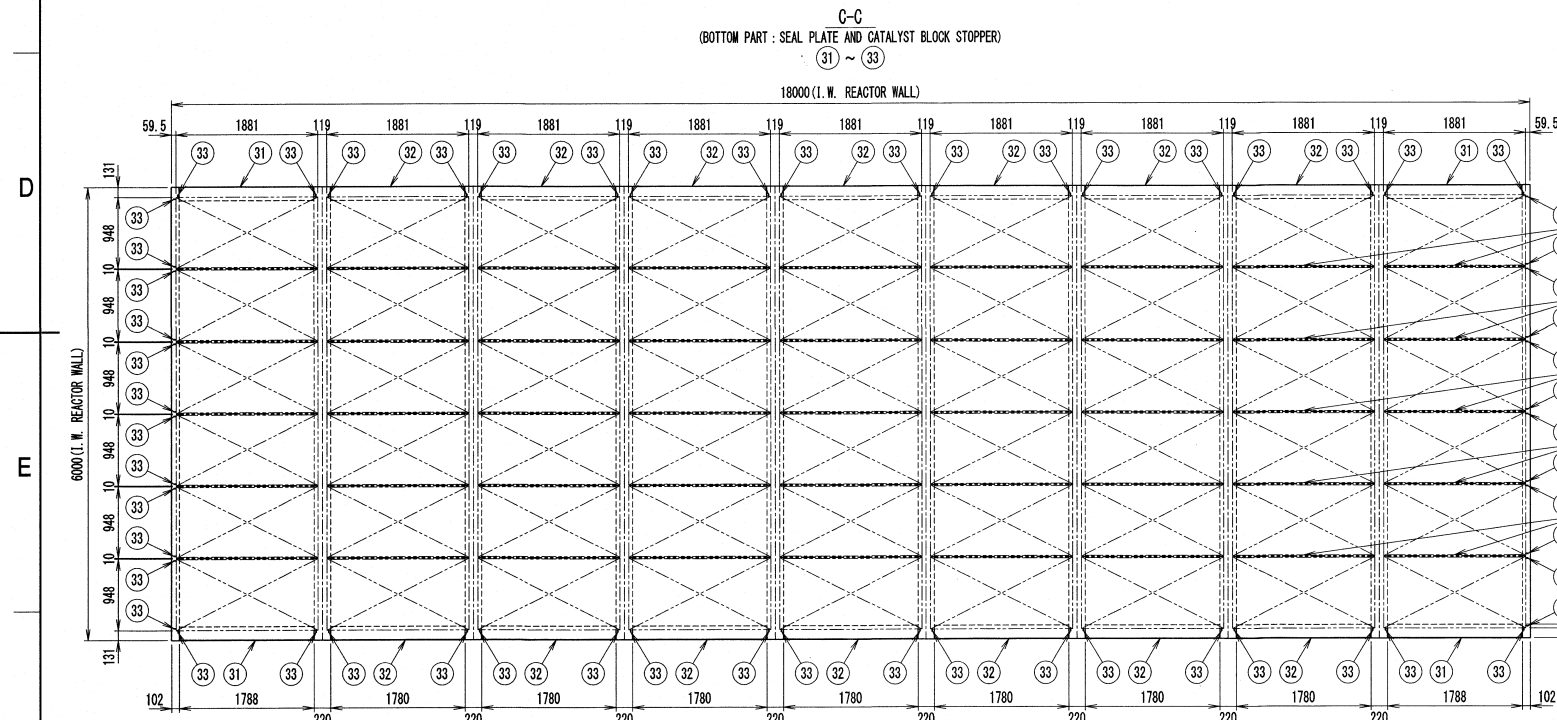 C-C
(BOTTOM PART : SEAL PLATE AND CATALYST BLOCK STOPPER)
31 ~ 33
18000(I.W. REACTOR WALL)
59.5 1881 119 1881 119 1881 119 1881 119 1881 119 1881 119 1881 119 1881 119 1881 59.5
33 31 33 33 32 33 33 32 33 33 32 33 33 32 33 33 32 33 33 32 33 33 32 33 33 31 33
131
D
33
948
33
10
33
948
33
10
33
6000(I.W. REACTOR WALL)
948
33
10
33
E
948
33
10
33
948
33
10
33
948
33
131
33 31 33 33 32 33 33 32 33 33 32 33 33 32 33 33 32 33 33 32 33 33 32 33 33 31 33
102 1788 1780 1780 1780 1780 1780 1780 1780 1788 102
220 220 220 220 220 220 220 220